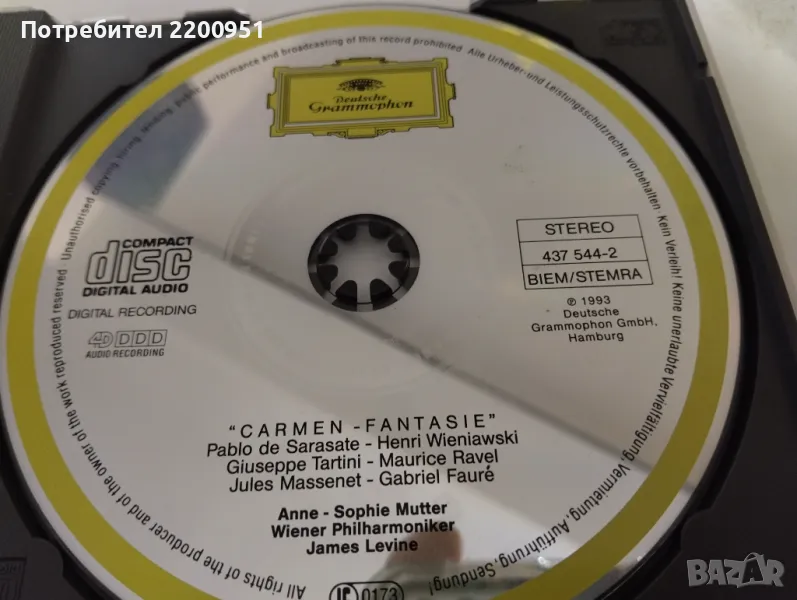 Потребител 2200951
Deutsche
Grammophon
COMPACT
disc
DIGITAL AUDIO
DIGITAL RECORDING
4D DDD
AUDIO RECORDING
STEREO
437 544-2
BIEM/STEMRA
℗ 1993
Deutsche
Grammophon GmbH,
Hamburg
"CARMEN - FANTASIE"
Pablo de Sarasate - Henri Wieniawski
Giuseppe Tartini - Maurice Ravel
Jules Massenet - Gabriel Fauré
Anne - Sophie Mutter
Wiener Philharmoniker
James Levine
LC 0173
All rights of the producer and of the owner of the work reproduced reserved. Unauthorised copying, public performance and broadcasting of this record prohibited
Alle Urheber- und Leistungsschutzrechte vorbehalten. Kein Verleih! Keine unerlaubte Vervielfältigung, Vermietung, Aufführung, Sendung!
BAZAR
bg